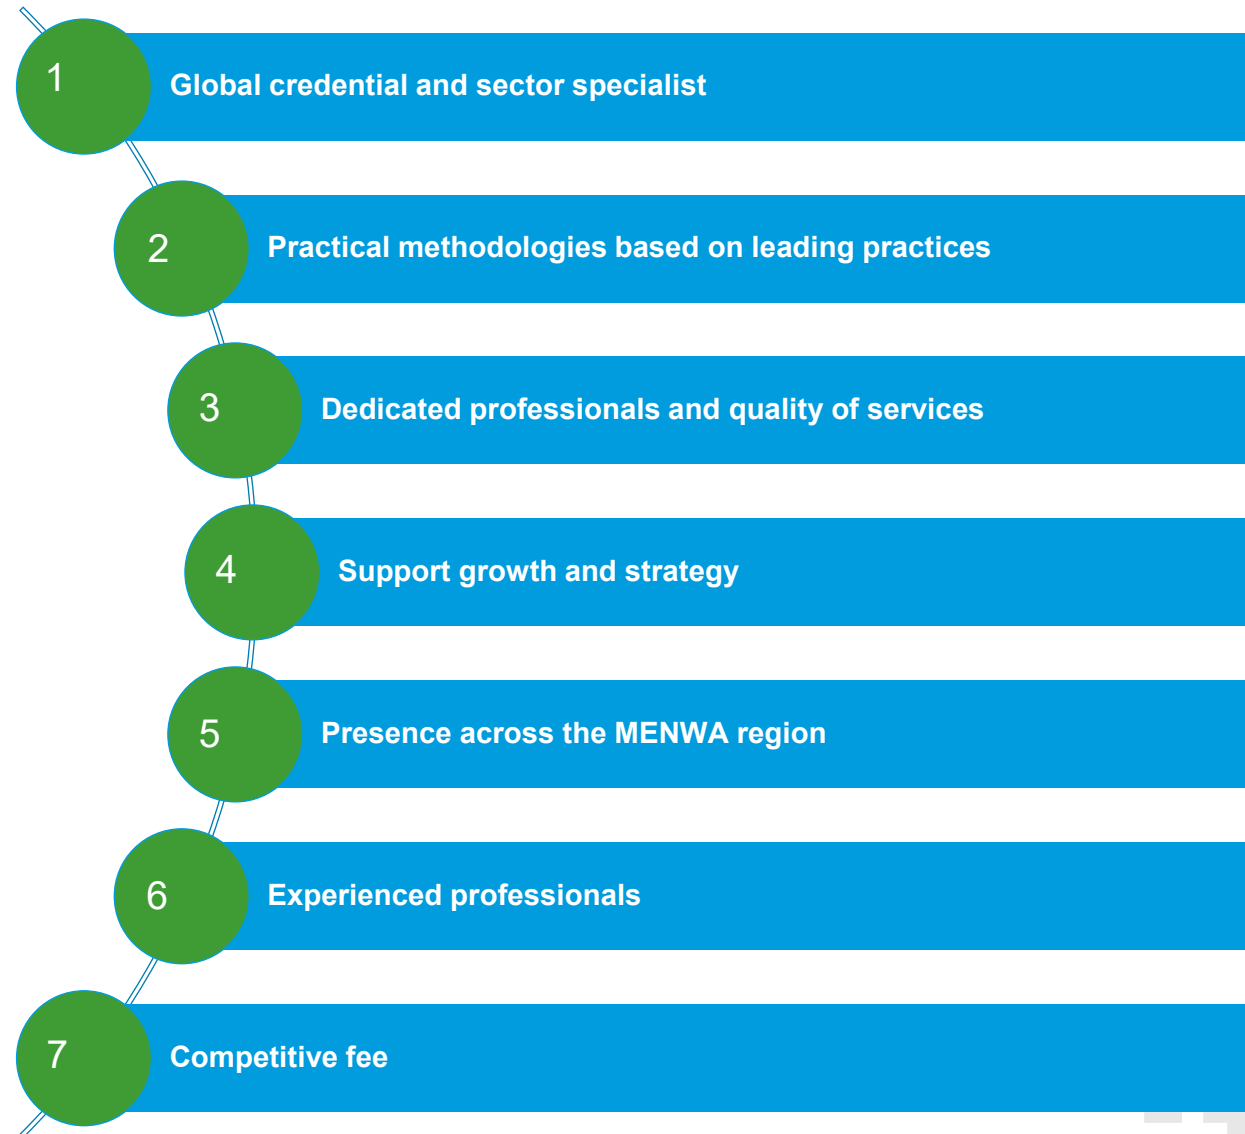 1
Global credential and sector specialist
2
Practical methodologies based on leading practices
3
Dedicated professionals and quality of services
4
Support growth and strategy
5
Presence across the MENWA region
6
Experienced professionals
7
Competitive fee